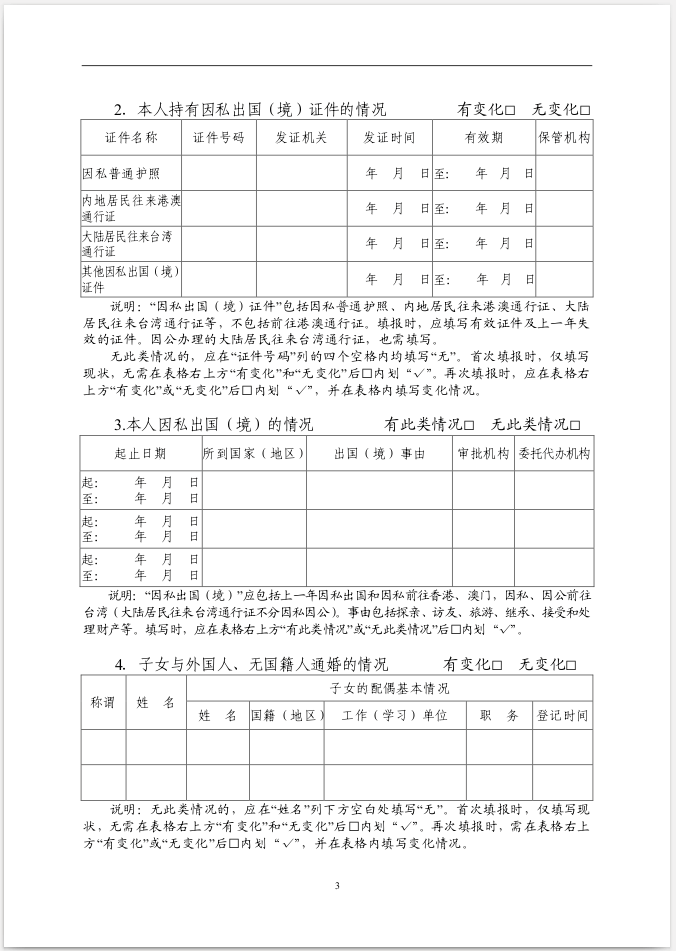 2. 本人持有因私出国（境）证件的情况 有变化□ 无变化□
证件名称 证件号码 发证机关 发证时间 有效期 保管机构
因私普通护照 年 月 日 至： 年 月 日
内地居民往来港澳
通行证 年 月 日 至： 年 月 日
大陆居民往来台湾
通行证 年 月 日 至： 年 月 日
其他因私出国（境）
证件 年 月 日 至： 年 月 日
说明：“因私出国（境）证件”包括因私普通护照、内地居民往来港澳通行证、大陆
居民往来台湾通行证等，不包括前往港澳通行证。填报时，应填写有效证件及上一年失
效的证件。因公办理的大陆居民往来台湾通行证，也需填写。
无此类情况的，应在“证件号码”列的四个空格内均填写“无”。首次填报时，仅填写
现状，无需在表格右上方“有变化”和“无变化”后□内划“✓”。再次填报时，应在表格右
上方“有变化”或“无变化”后□内划“✓”，并在表格内填写变化情况。
3.本人因私出国（境）的情况 有此类情况□ 无此类情况□
起止日期 所到国家（地区） 出国（境）事由 审批机构 委托代办机构
起： 年 月 日
至： 年 月 日
起： 年 月 日
至： 年 月 日
起： 年 月 日
至： 年 月 日
说明：“因私出国（境）”应包括上一年因私出国和因私前往香港、澳门，因私、因公前往
台湾（大陆居民往来台湾通行证不分因私因公）。事由包括探亲、访友、旅游、继承、接受和处
理财产等。填写时，应在表格右上方“有此类情况”或“无此类情况”后□内划“✓”。
4. 子女与外国人、无国籍人通婚的情况 有变化□ 无变化□
称谓 姓 名 子女的配偶基本情况
姓 名 国籍（地区） 工作（学习）单位 职 务 登记时间
说明：无此类情况的，应在“姓名”列下方空白处填写“无”。首次填报时，仅填写现
状，无需在表格右上方“有变化”和“无变化”后□内划“✓”。再次填报时，需在表格右上
方“有变化”或“无变化”后□内划“✓”，并在表格内填写变化情况。
3